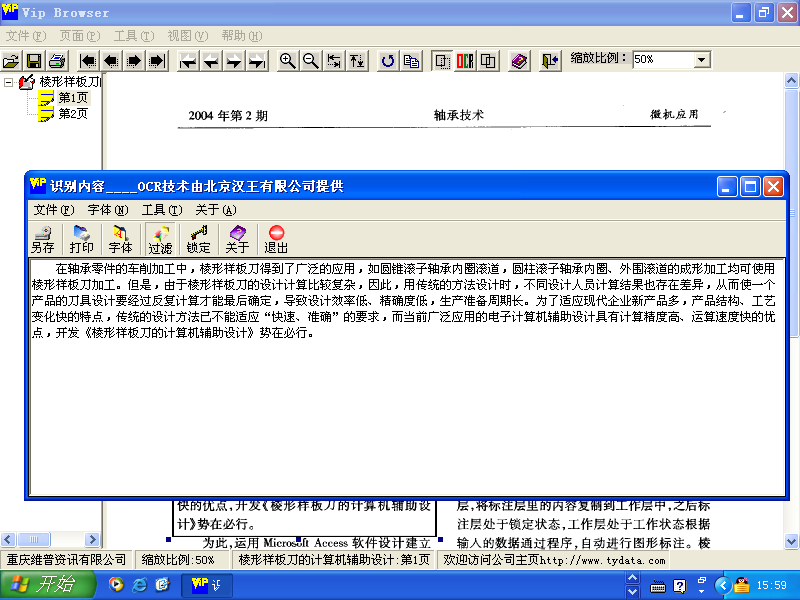 Vip Browser
文件(F) 页面(P) 工具(T) 视图(V) 帮助(H)
OCR 缩放比例： 50%
棱形样板刀
第1页
第2页
2004 年第 2 期 轴承技术 微机应用
识别内容____OCR技术由北京汉王有限公司提供
文件(F) 字体(N) 工具(T) 关于(A)
另存 打印 字体 过滤 锁定 关于 退出
在轴承零件的车削加工中，棱形样板刀得到了广泛的应用，如圆锥滚子轴承内圈滚道，圆柱滚子轴承内圈、外围滚道的成形加工均可使用
棱形样板刀加工。但是，由于棱形样板刀的设计计算比较复杂，因此，用传统的方法设计时，不同设计人员计算结果也存在差异，从而使一个
产品的刀具设计要经过反复计算才能最后确定，导致设计效率低、精确度低，生产准备周期长。为了适应现代企业新产品多，产品结构、工艺
变化快的特点，传统的设计方法已不能适应“快速、准确”的要求，而当前广泛应用的电子计算机辅助设计具有计算精度高、运算速度快的优
点，开发《棱形样板刀的计算机辅助设计》势在必行。
快的优点，开发《棱形样板刀的计算机辅助设
计》势在必行。
为此，运用 Microsoft Access 软件设计建立
层，将标注层里的内容复制到工作层中，之后标
注层处于锁定状态，工作层处于工作状态根据
输人的数据通过程序，自动进行图形标注。棱
重庆维普资讯有限公司 缩放比例:50% 棱形样板刀的计算机辅助设计:第1页 欢迎访问公司主页http://www.tydata.com
开始 15:59